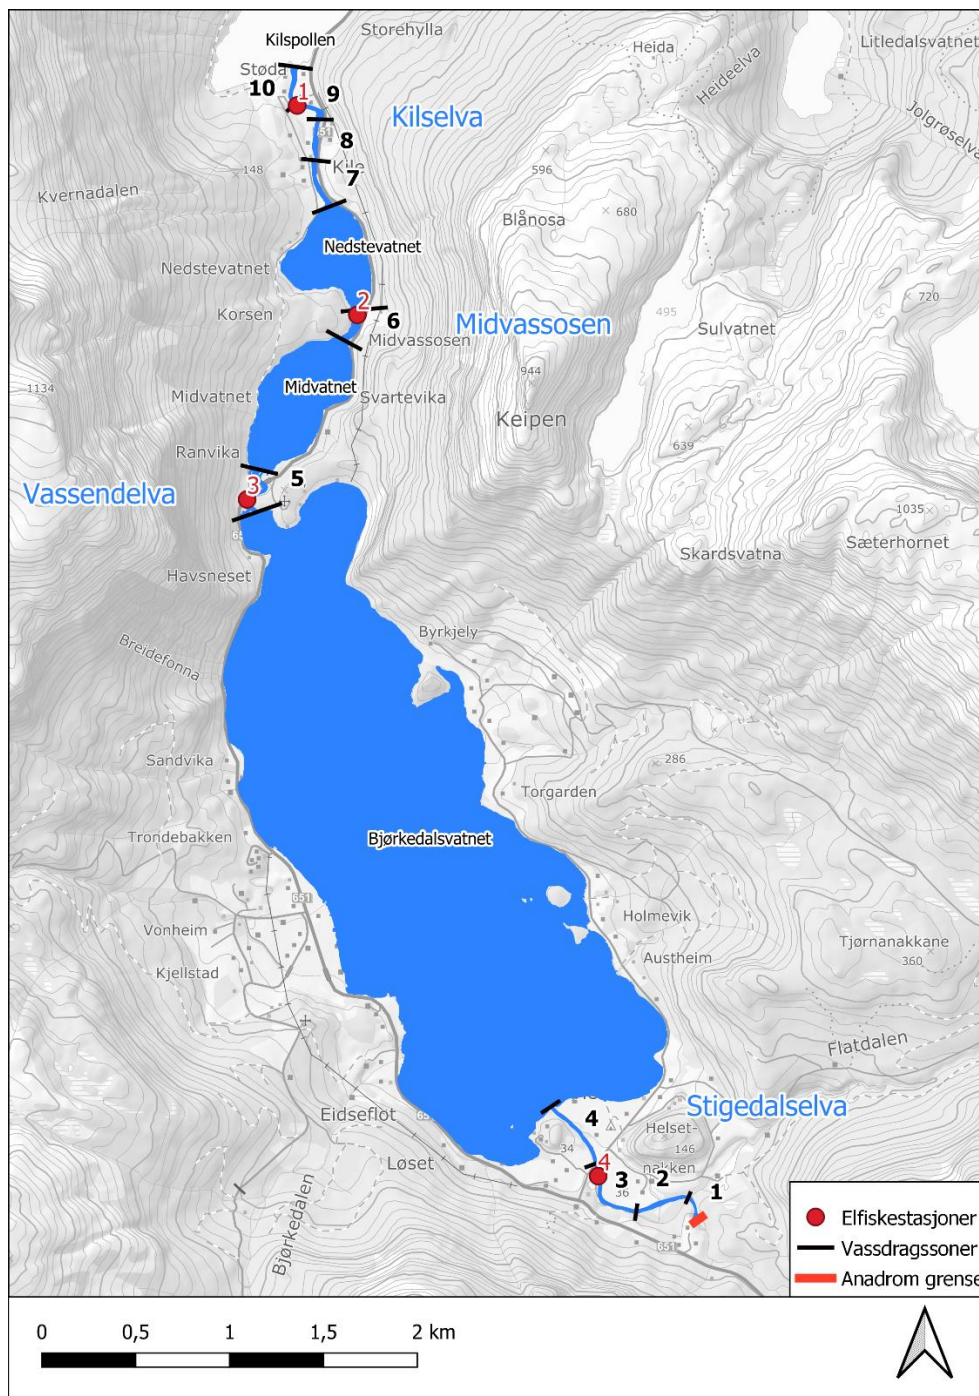 Kilspollen
Storehylla
Heida
Litledalsvatnet
Støda
Heideelva
10
1
9
Kilselva
Jolgrøselva
51
8
Kile
596
148
7
Kvernadalen
Blånosa
680
Nedstevatnet
Nedstevatnet
720
2
Korsen
6
Midvassosen
495
Sulvatnet
Midvassosen
944
1134
Midvatnet
Midvatnet
Svartevika
Keipen
639
Ranvika
5
3
Vassendelva
1035
Sæterhornet
Skardsvatna
Havsneset
Byrkjely
Breidefonna
286
Sandvika
Torgarden
Trondebakken
Bjørkedalsvatnet
651
Holmevik
Vonheim
Tjørnanakkane
Austheim
360
Kjellstad
Flatdalen
Eidseflot
4
Stigedalselva
Helset-
34
146
Løset
4
nakken
3
2
36
1
Bjørkedalen
651
Elfiskestasjoner
Vassdragssoner
Anadrom grense
0 0,5 1 1,5 2 km